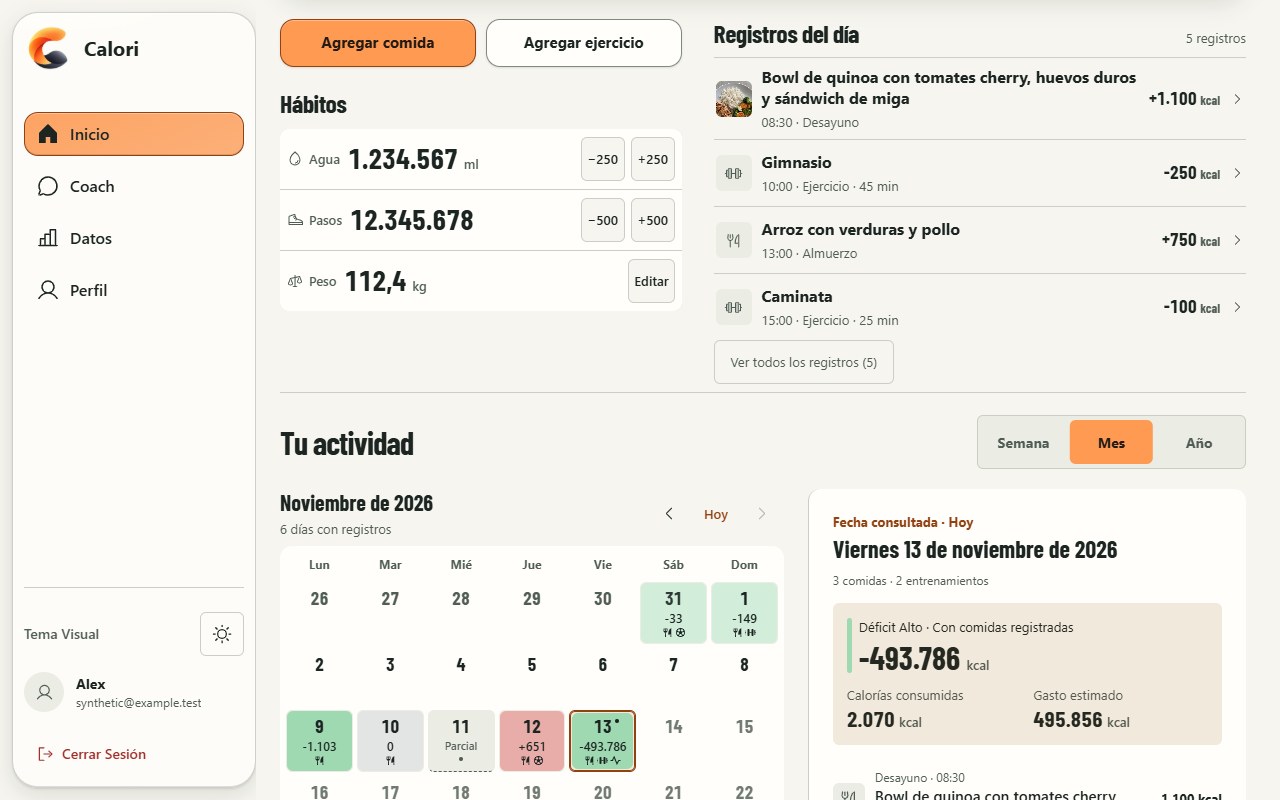 Calori
Inicio
Coach
Datos
Perfil
Tema Visual
Alex
synthetic@example.test
Cerrar Sesión
Agregar comida
Agregar ejercicio
Hábitos
Agua 1.234.567 ml
−250
+250
Pasos 12.345.678
−500
+500
Peso 112,4 kg
Editar
Registros del día
5 registros
Bowl de quinoa con tomates cherry, huevos duros
y sándwich de miga
08:30 · Desayuno
+1.100 kcal
Gimnasio
10:00 · Ejercicio · 45 min
-250 kcal
Arroz con verduras y pollo
13:00 · Almuerzo
+750 kcal
Caminata
15:00 · Ejercicio · 25 min
-100 kcal
Ver todos los registros (5)
Tu actividad
Semana
Mes
Año
Noviembre de 2026
6 días con registros
Hoy
Lun Mar Mié Jue Vie Sáb Dom
26 27 28 29 30 31 1
-33 -149
2 3 4 5 6 7 8
9 10 11 12 13 14 15
-1.103 0 Parcial +651 -493.786
16 17 18 19 20 21 22
Fecha consultada · Hoy
Viernes 13 de noviembre de 2026
3 comidas · 2 entrenamientos
Déficit Alto · Con comidas registradas
-493.786 kcal
Calorías consumidas
2.070 kcal
Gasto estimado
495.856 kcal
Desayuno · 08:30
Bowl de quinoa con tomates cherry,
1.100 kcal